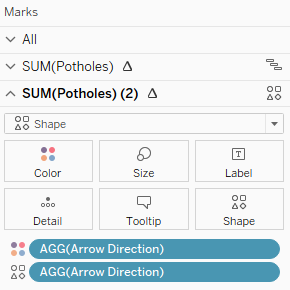 Marks
All
SUM(Potholes) Δ
SUM(Potholes) (2) Δ
Shape
Color Size Label
Detail Tooltip Shape
AGG(Arrow Direction)
AGG(Arrow Direction)